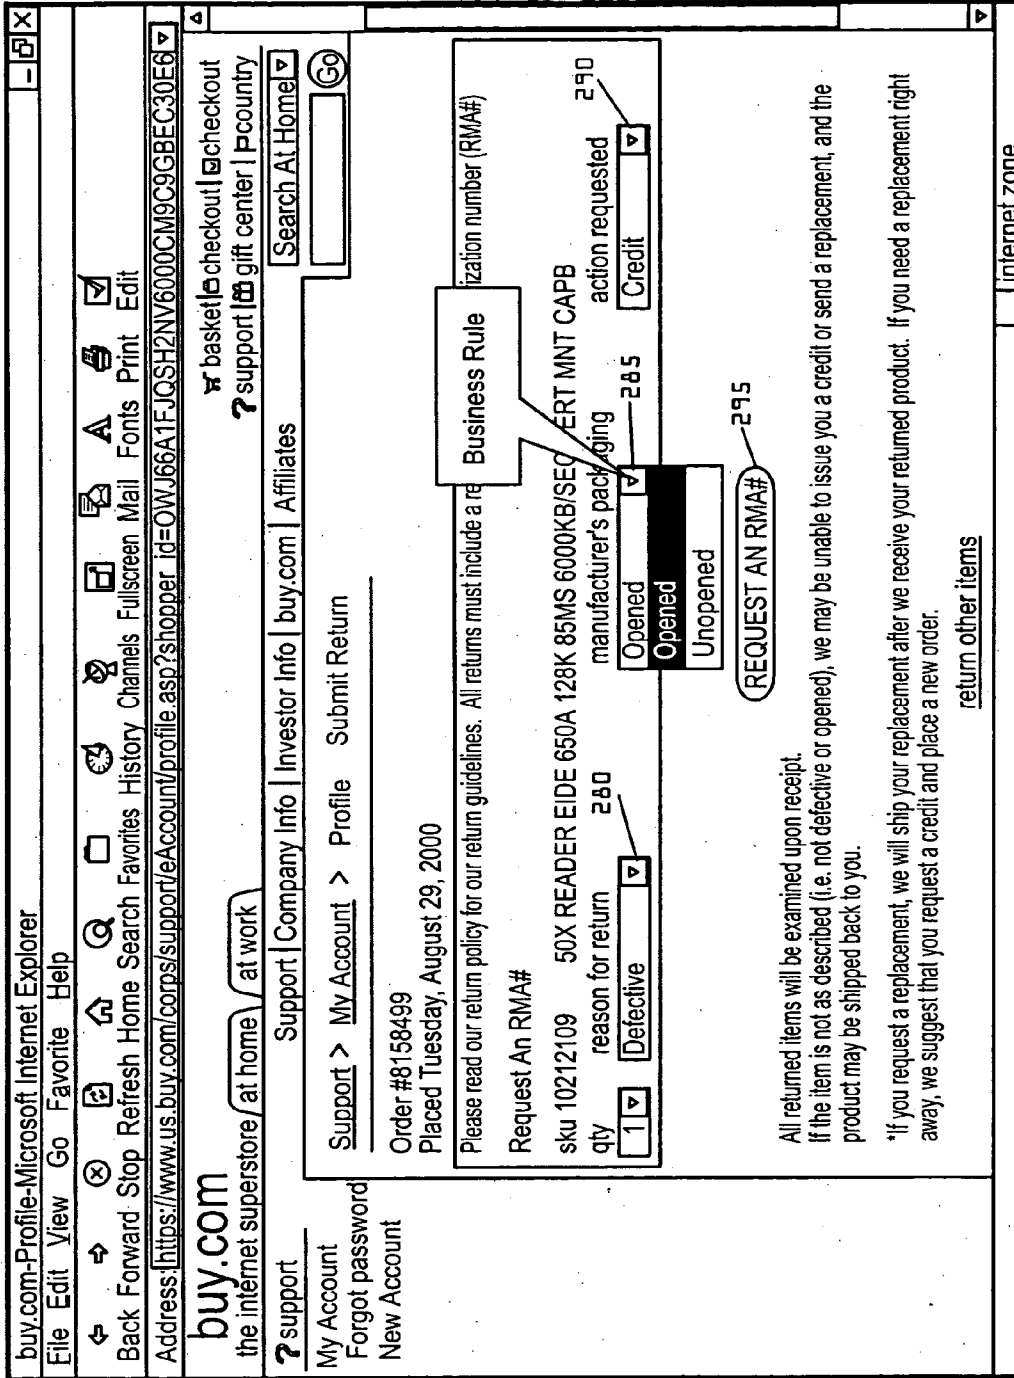 buy.com-Profile-Microsoft Internet Explorer
File Edit View Go Favorite Help
Back Forward Stop Refresh Home Search Favorites History Channels Fullscreen Mail Fonts Print Edit
Address: https://www.us.buy.com/corps/support/eAccount/profile.asp?shopper_id=OWJ66A1FJQSH2NV6000CM9C9GBEC30E6
buy.com
the internet superstore at home at work
basket checkout checkout
? support gift center country
? support
Support | Company Info | Investor Info | buy.com | Affiliates
Search At Home
Go
My Account
Forgot password
New Account
Support > My Account > Profile Submit Return
Order #8158499
Placed Tuesday, August 29, 2000
Please read our return policy for our return guidelines. All returns must include a re ization number (RMA#)
Business Rule
Request An RMA#
sku 10212109 50X READER EIDE 650A 128K 85MS 6000KB/SEC ERT MNT CAPB
qty reason for return 280 manufacturer's packaging 285 action requested 290
1 Defective Opened Credit
Opened
Unopened
REQUEST AN RMA# 295
All returned items will be examined upon receipt.
If the item is not as described (i.e. not defective or opened), we may be unable to issue you a credit or send a replacement, and the
product may be shipped back to you.
*If you request a replacement, we will ship your replacement after we receive your returned product. If you need a replacement right
away, we suggest that you request a credit and place a new order.
return other items
internet zone